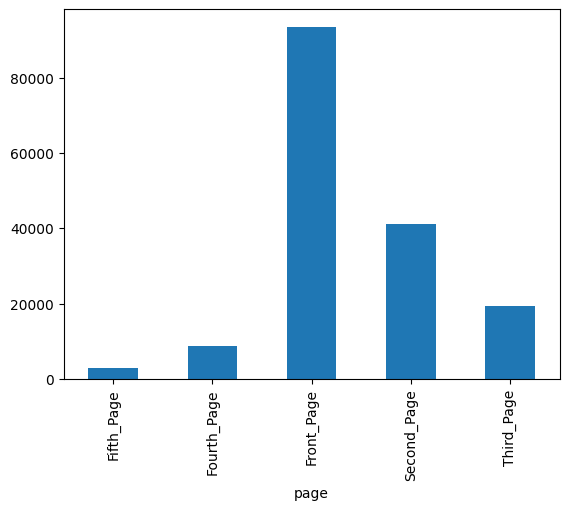 80000
60000
40000
20000
0
Fifth_Page
Fourth_Page
Front_Page
Second_Page
Third_Page
page